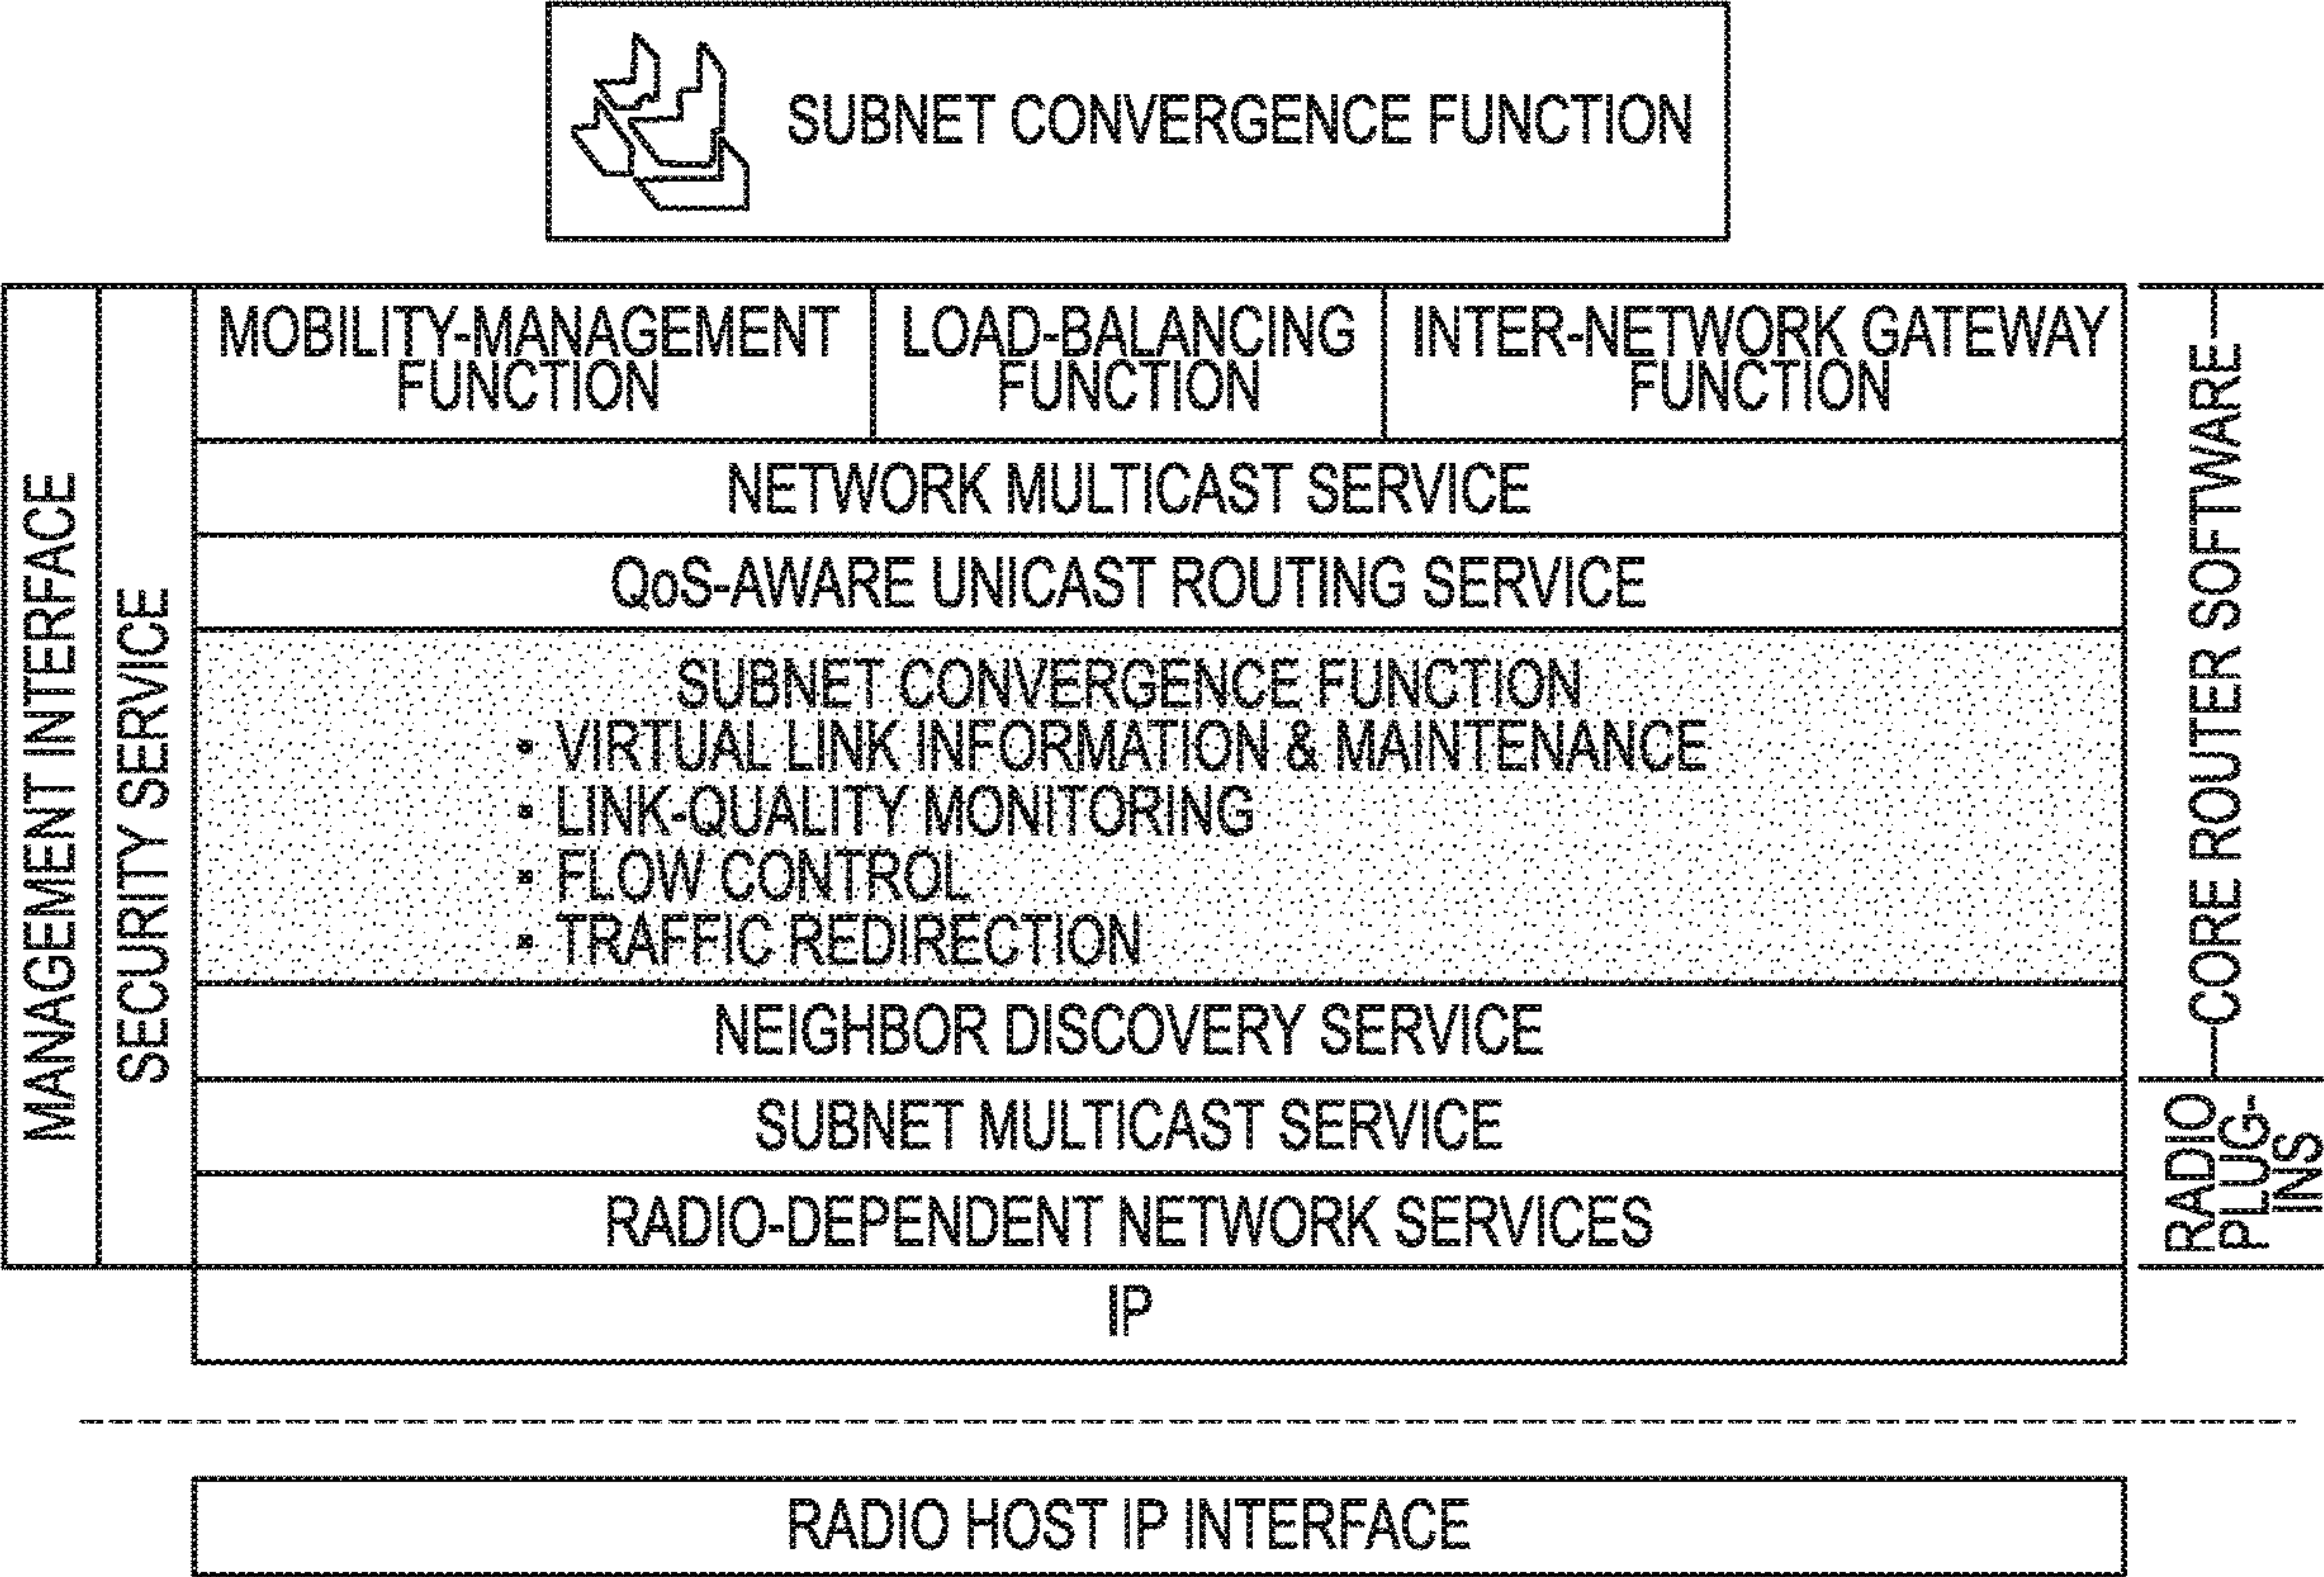 SUBNET CONVERGENCE FUNCTION
MANAGEMENT INTERFACE
SECURITY SERVICE
MOBILITY-MANAGEMENT
FUNCTION
LOAD-BALANCING
FUNCTION
INTER-NETWORK GATEWAY
FUNCTION
NETWORK MULTICAST SERVICE
QoS-AWARE UNICAST ROUTING SERVICE
SUBNET CONVERGENCE FUNCTION
▪ VIRTUAL LINK INFORMATION & MAINTENANCE
▪ LINK-QUALITY MONITORING
▪ FLOW CONTROL
▪ TRAFFIC REDIRECTION
NEIGHBOR DISCOVERY SERVICE
SUBNET MULTICAST SERVICE
RADIO-DEPENDENT NETWORK SERVICES
IP
CORE ROUTER SOFTWARE
RADIO
PLUG-
INS
RADIO HOST IP INTERFACE